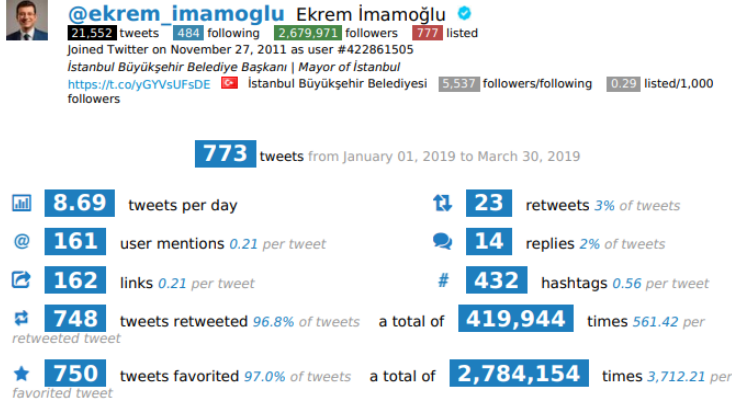 @ekrem_imamoglu Ekrem İmamoğlu
21,552 tweets 484 following 2,679,971 followers 777 listed
Joined Twitter on November 27, 2011 as user #422861505
İstanbul Büyükşehir Belediye Başkanı | Mayor of İstanbul
https://t.co/yGYVsUFsDE İstanbul Büyükşehir Belediyesi 5,537 followers/following 0.29 listed/1,000
followers
773 tweets from January 01, 2019 to March 30, 2019
8.69 tweets per day 23 retweets 3% of tweets
@ 161 user mentions 0.21 per tweet 14 replies 2% of tweets
162 links 0.21 per tweet # 432 hashtags 0.56 per tweet
748 tweets retweeted 96.8% of tweets a total of 419,944 times 561.42 per
retweeted tweet
750 tweets favorited 97.0% of tweets a total of 2,784,154 times 3,712.21 per
favorited tweet